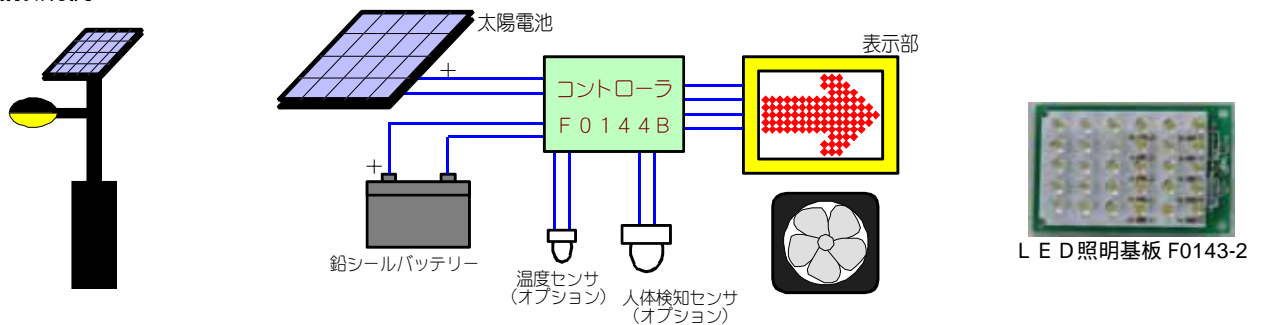 太陽電池
+
コントローラ
F0144B
表示部
+
鉛シールバッテリー
温度センサ
(オプション)
人体検知センサ
(オプション)
LED照明基板 F0143-2